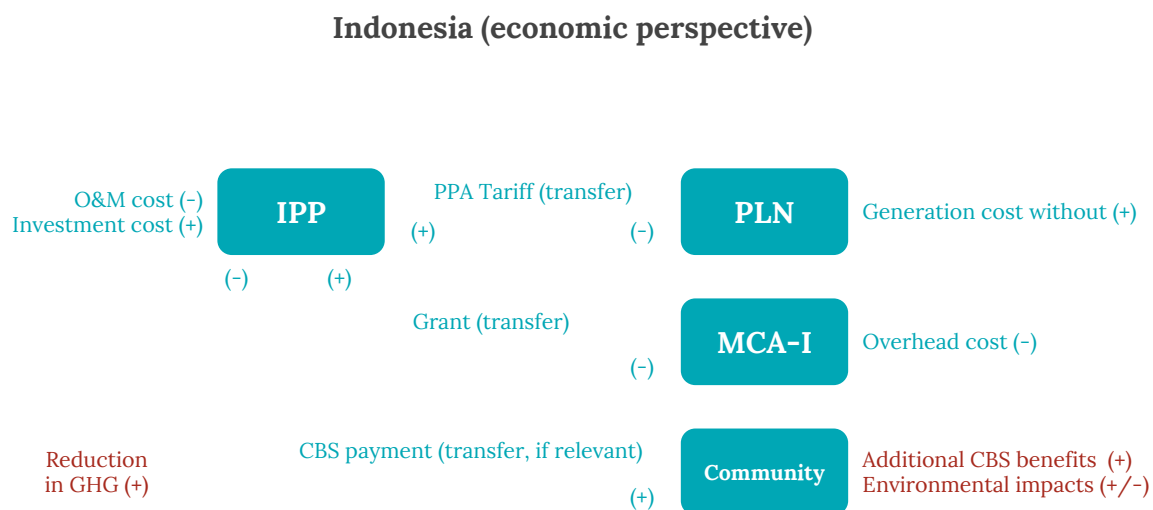 Indonesia (economic perspective)
O&M cost (-)
Investment cost (+)
IPP
PPA Tariff (transfer)
(+)
(-)
PLN
Generation cost without (+)
(-)
(+)
Grant (transfer)
(-)
MCA-I
Overhead cost (-)
Reduction
in GHG (+)
CBS payment (transfer, if relevant)
(+)
Community
Additional CBS benefits (+)
Environmental impacts (+/-)